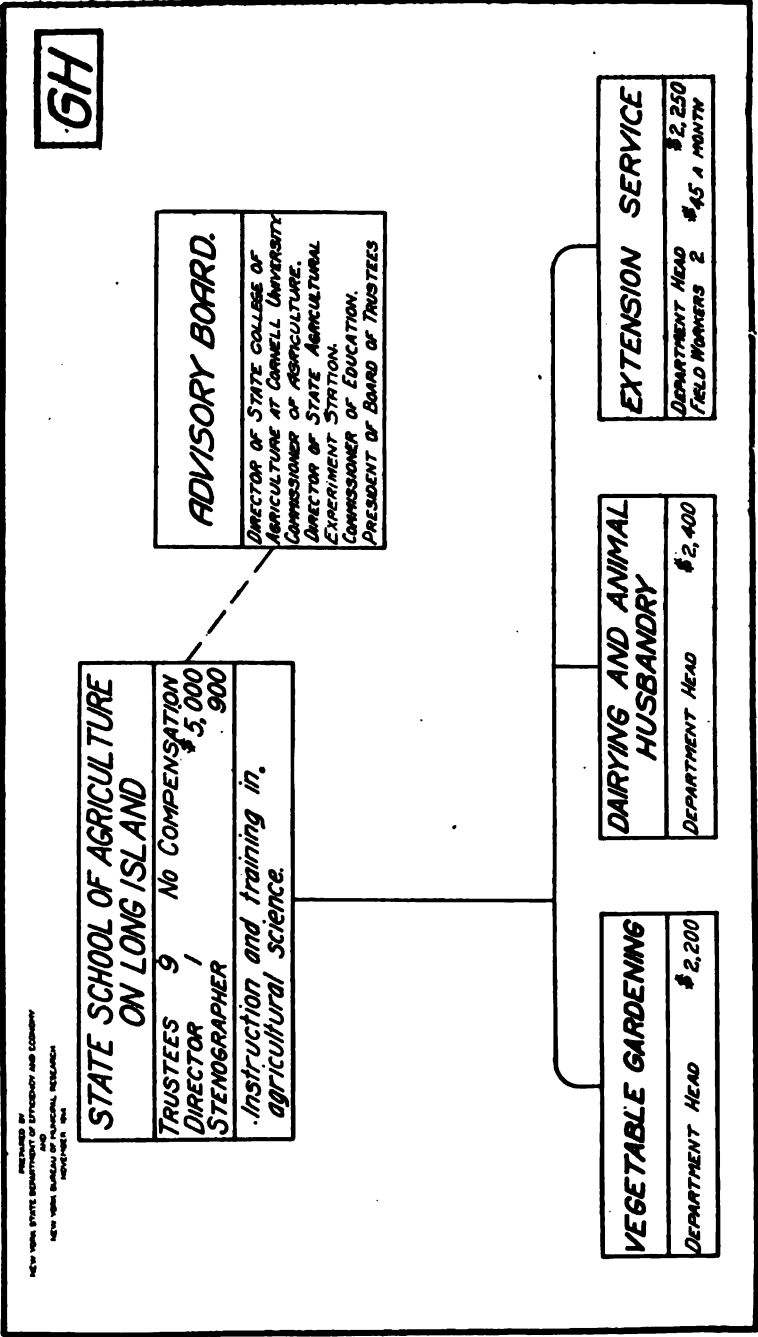 PREPARED BY
NEW YORK STATE DEPARTMENT OF EFFICIENCY AND ECONOMY
AND
NEW YORK BUREAU OF MUNICIPAL RESEARCH
NOVEMBER 1914
GH
STATE SCHOOL OF AGRICULTURE
ON LONG ISLAND
TRUSTEES 9 NO COMPENSATION
DIRECTOR 1 $5,000
STENOGRAPHER 900
Instruction and training in.
agricultural science.
ADVISORY BOARD.
DIRECTOR OF STATE COLLEGE OF
AGRICULTURE AT CORNELL UNIVERSITY
COMMISSIONER OF AGRICULTURE.
DIRECTOR OF STATE AGRICULTURAL
EXPERIMENT STATION.
COMMISSIONER OF EDUCATION.
PRESIDENT OF BOARD OF TRUSTEES
VEGETABLE GARDENING
DEPARTMENT HEAD $2,200
DAIRYING AND ANIMAL
HUSBANDRY
DEPARTMENT HEAD $2,400
EXTENSION SERVICE
DEPARTMENT HEAD $2,250
FIELD WORKERS 2 $45 A MONTH